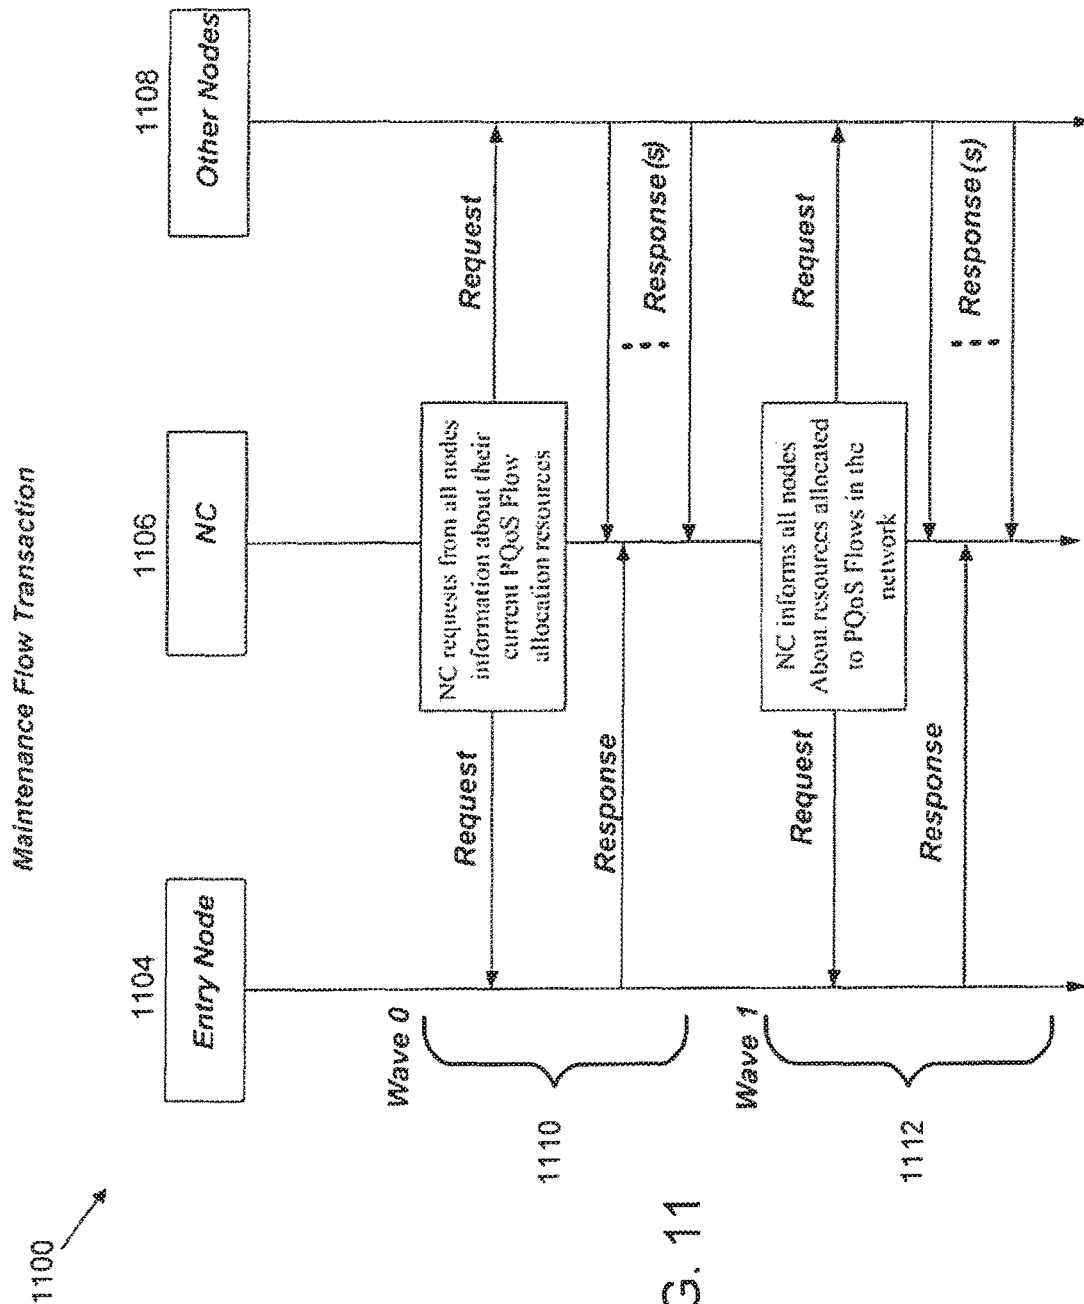 Maintenance Flow Transaction
1100
1104
1106
1108
Entry Node
NC
Other Nodes
Wave 0
1110
NC requests from all nodes
information about their
current PQoS Flow
allocation resources
Request
Request
Response
Response(s)
Wave 1
1112
NC informs all nodes
About resources allocated
to PQoS Flows in the
network
Request
Request
Response
Response(s)
G. 11